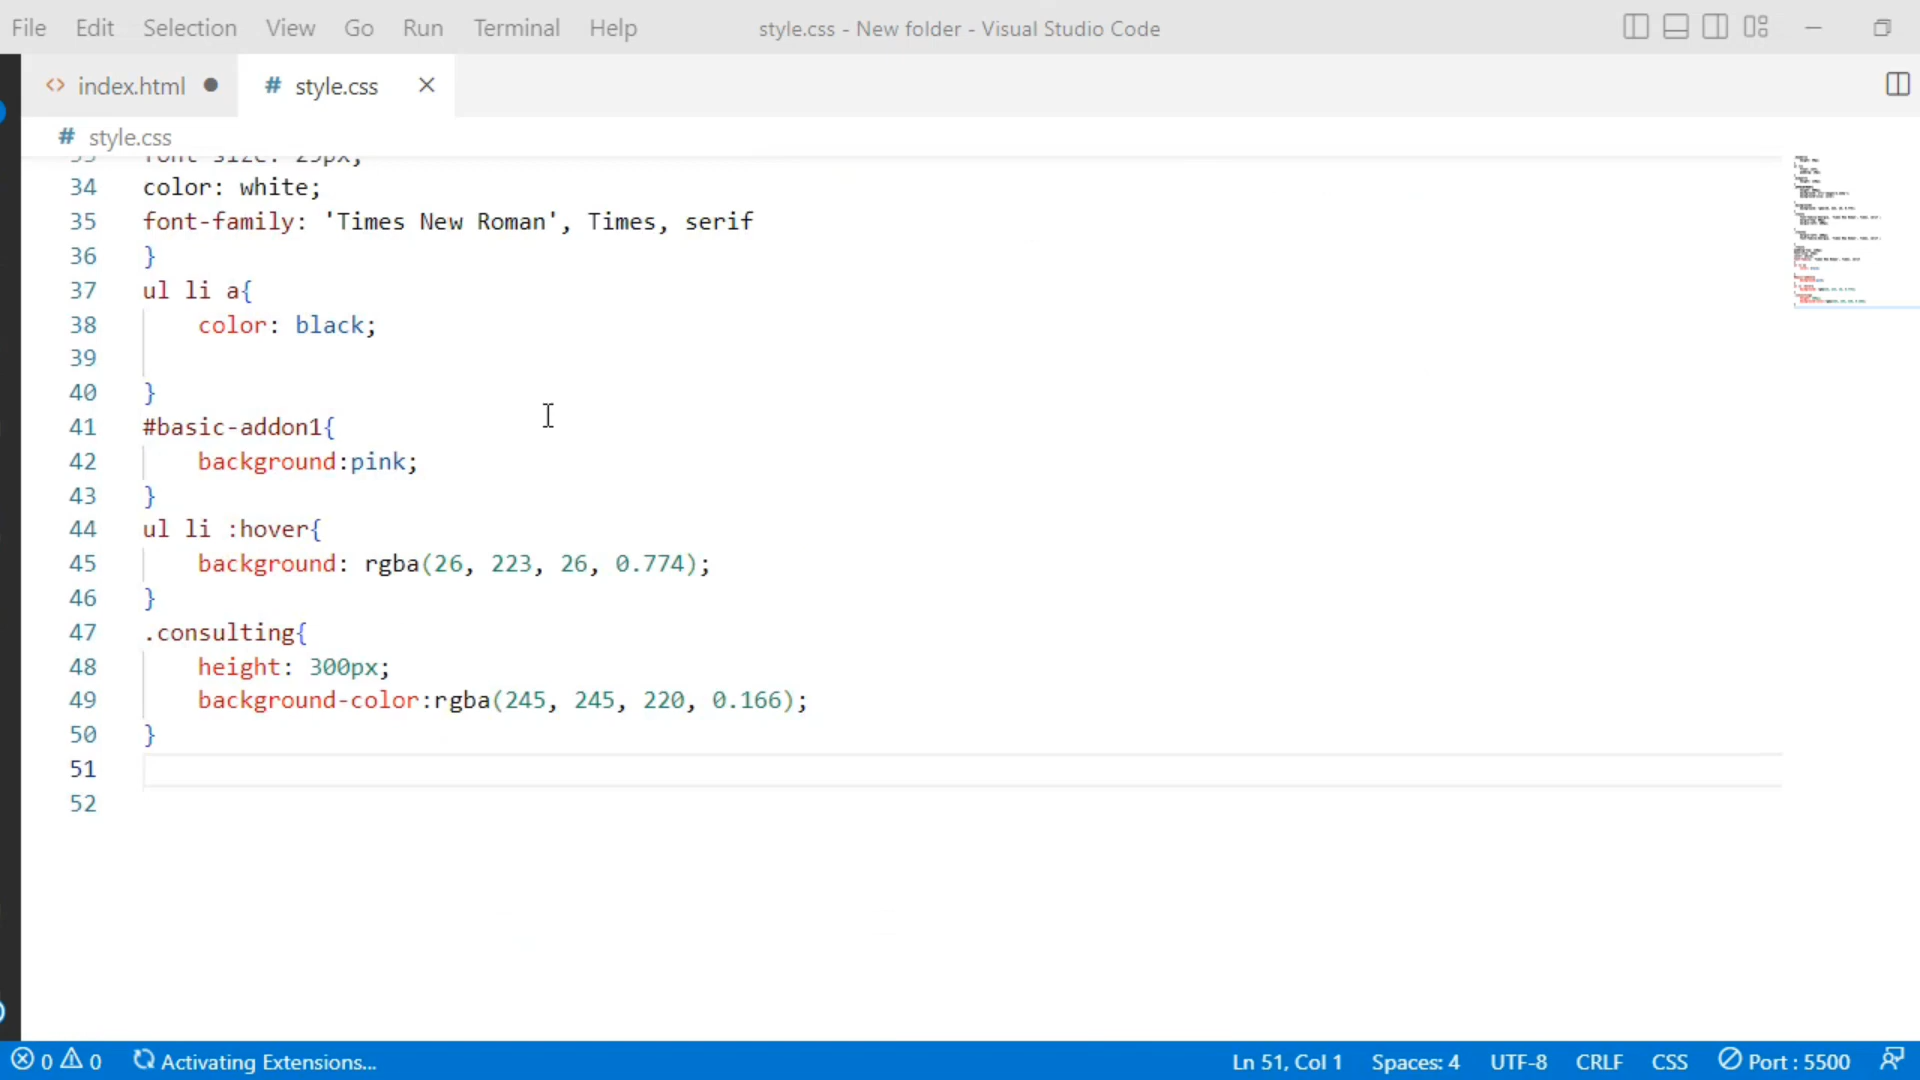 File Edit Selection View Go Run Terminal Help style.css - New folder - Visual Studio Code
<> index.html ● # style.css ×
# style.css
33 font-size: 25px;
34 color: white;
35 font-family: 'Times New Roman', Times, serif
36 }
37 ul li a{
38 color: black;
39
40 }
41 #basic-addon1{
42 background:pink;
43 }
44 ul li :hover{
45 background: rgba(26, 223, 26, 0.774);
46 }
47 .consulting{
48 height: 300px;
49 background-color:rgba(245, 245, 220, 0.166);
50 }
51
52
0 0 Activating Extensions... Ln 51, Col 1 Spaces: 4 UTF-8 CRLF CSS Port : 5500